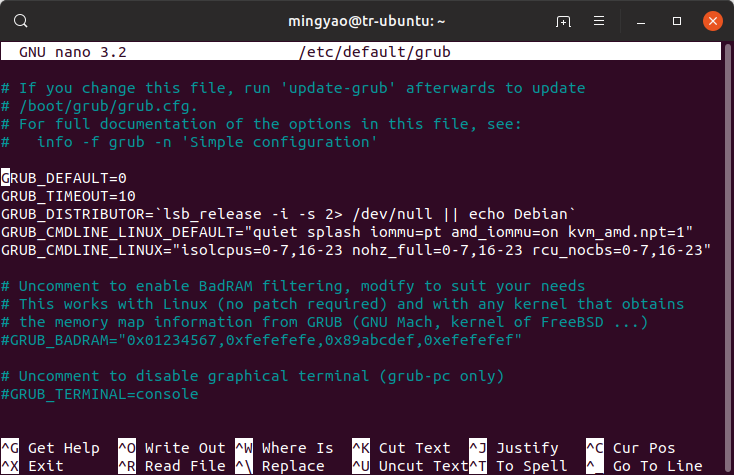 mingyao@tr-ubuntu: ~
GNU nano 3.2 /etc/default/grub
# If you change this file, run 'update-grub' afterwards to update
# /boot/grub/grub.cfg.
# For full documentation of the options in this file, see:
#   info -f grub -n 'Simple configuration'
GRUB_DEFAULT=0
GRUB_TIMEOUT=10
GRUB_DISTRIBUTOR=`lsb_release -i -s 2> /dev/null || echo Debian`
GRUB_CMDLINE_LINUX_DEFAULT="quiet splash iommu=pt amd_iommu=on kvm_amd.npt=1"
GRUB_CMDLINE_LINUX="isolcpus=0-7,16-23 nohz_full=0-7,16-23 rcu_nocbs=0-7,16-23"
# Uncomment to enable BadRAM filtering, modify to suit your needs
# This works with Linux (no patch required) and with any kernel that obtains
# the memory map information from GRUB (GNU Mach, kernel of FreeBSD ...)
#GRUB_BADRAM="0x01234567,0xfefefefe,0x89abcdef,0xefefefef"
# Uncomment to disable graphical terminal (grub-pc only)
#GRUB_TERMINAL=console
^G Get Help ^O Write Out ^W Where Is ^K Cut Text ^J Justify ^C Cur Pos
^X Exit ^R Read File ^\ Replace ^U Uncut Text ^T To Spell ^_ Go To Line